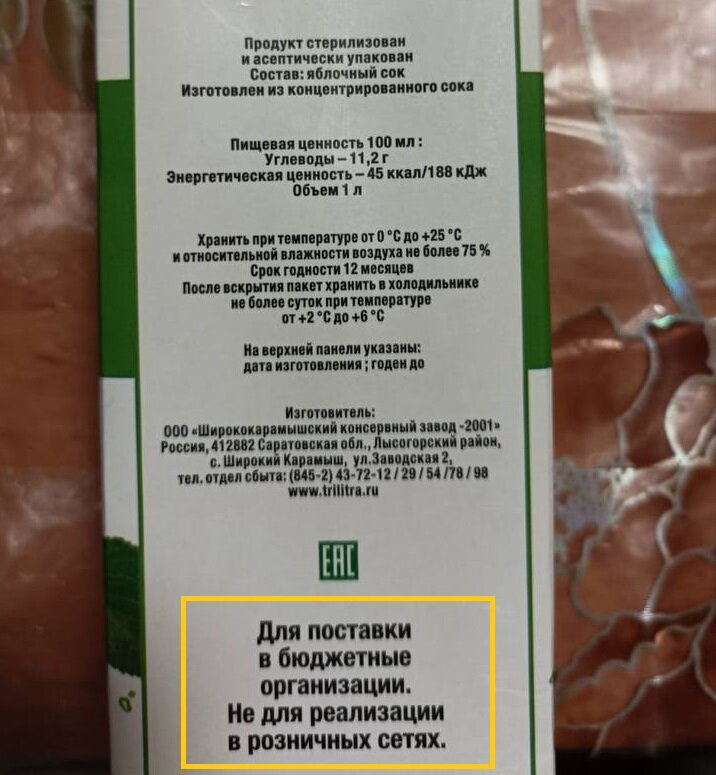 Продукт стерилизован
и асептически упакован
Состав: яблочный сок
Изготовлен из концентрированного сока
Пищевая ценность 100 мл :
Углеводы – 11,2 г
Энергетическая ценность – 45 ккал/188 кДж
Объем 1 л
Хранить при температуре от 0 °С до +25 °С
и относительной влажности воздуха не более 75 %
Срок годности 12 месяцев
После вскрытия пакет хранить в холодильнике
не более суток при температуре
от +2 °С до +6 °С
На верхней панели указаны:
дата изготовления ; годен до
Изготовитель:
ООО «Ширококарамышский консервный завод -2001»
Россия, 412882 Саратовская обл., Лысогорский район,
с. Широкий Карамыш, ул.Заводская 2,
тел. отдел сбыта: (845-2) 43-72-12 / 29 / 54 /78 / 98
www.trilitra.ru
ЕАС
Для поставки
в бюджетные
организации.
Не для реализации
в розничных сетях.